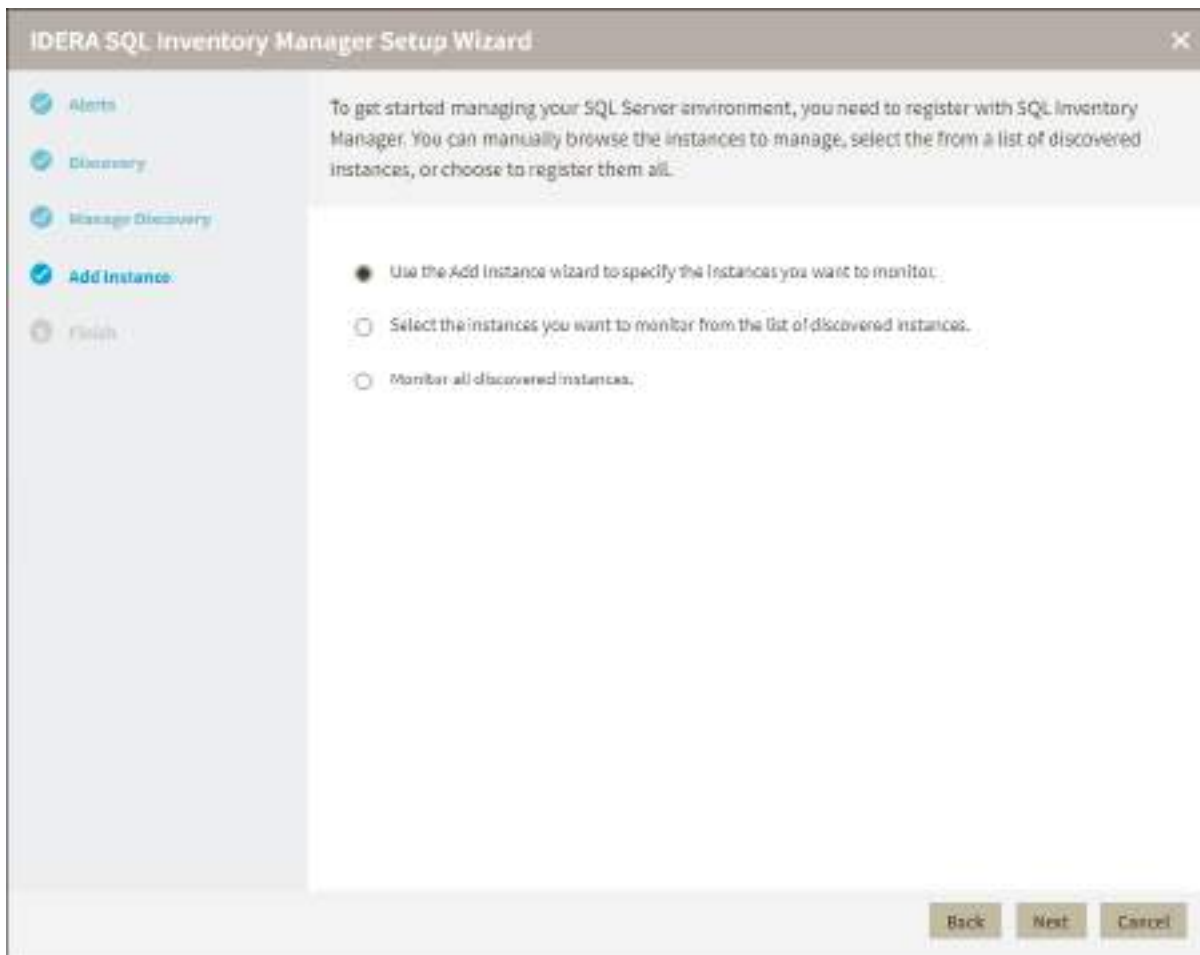 IDERA SQL Inventory Manager Setup Wizard
Alerts
Discovery
Manage Discovery
Add Instance
Finish
To get started managing your SQL Server environment, you need to register with SQL Inventory
Manager. You can manually browse the instances to manage, select the from a list of discovered
instances, or choose to register them all.
Use the Add Instance wizard to specify the instances you want to monitor.
Select the instances you want to monitor from the list of discovered instances.
Monitor all discovered instances.
Back
Next
Cancel